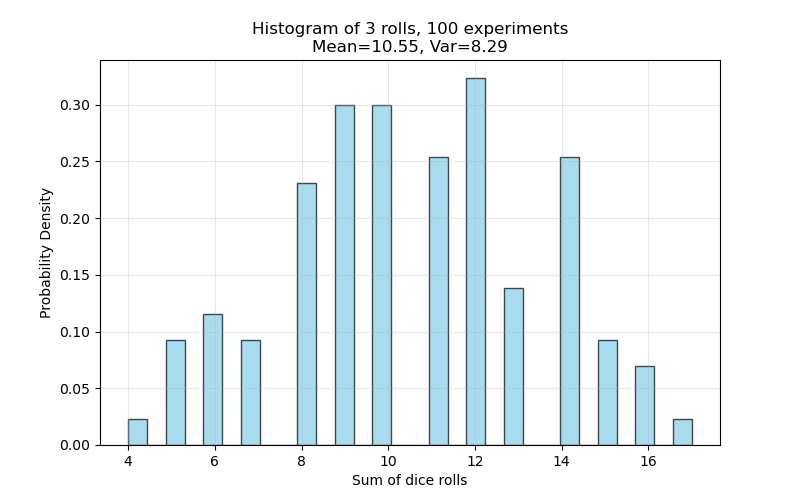 Histogram of 3 rolls, 100 experiments
Mean=10.55, Var=8.29
Probability Density
0.30
0.25
0.20
0.15
0.10
0.05
0.00
4 6 8 10 12 14 16
Sum of dice rolls